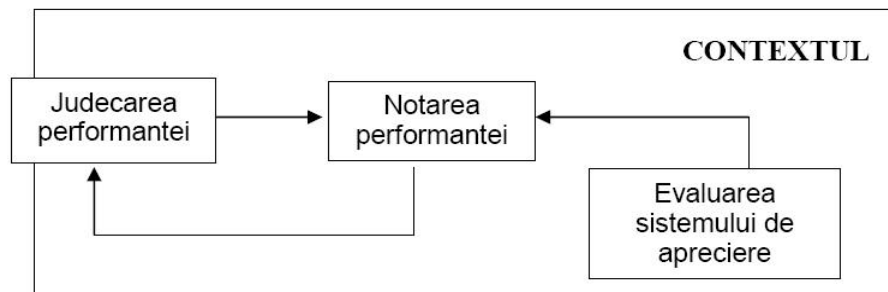 CONTEXTUL
Judecarea
performantei
Notarea
performantei
Evaluarea
sistemului de
apreciere